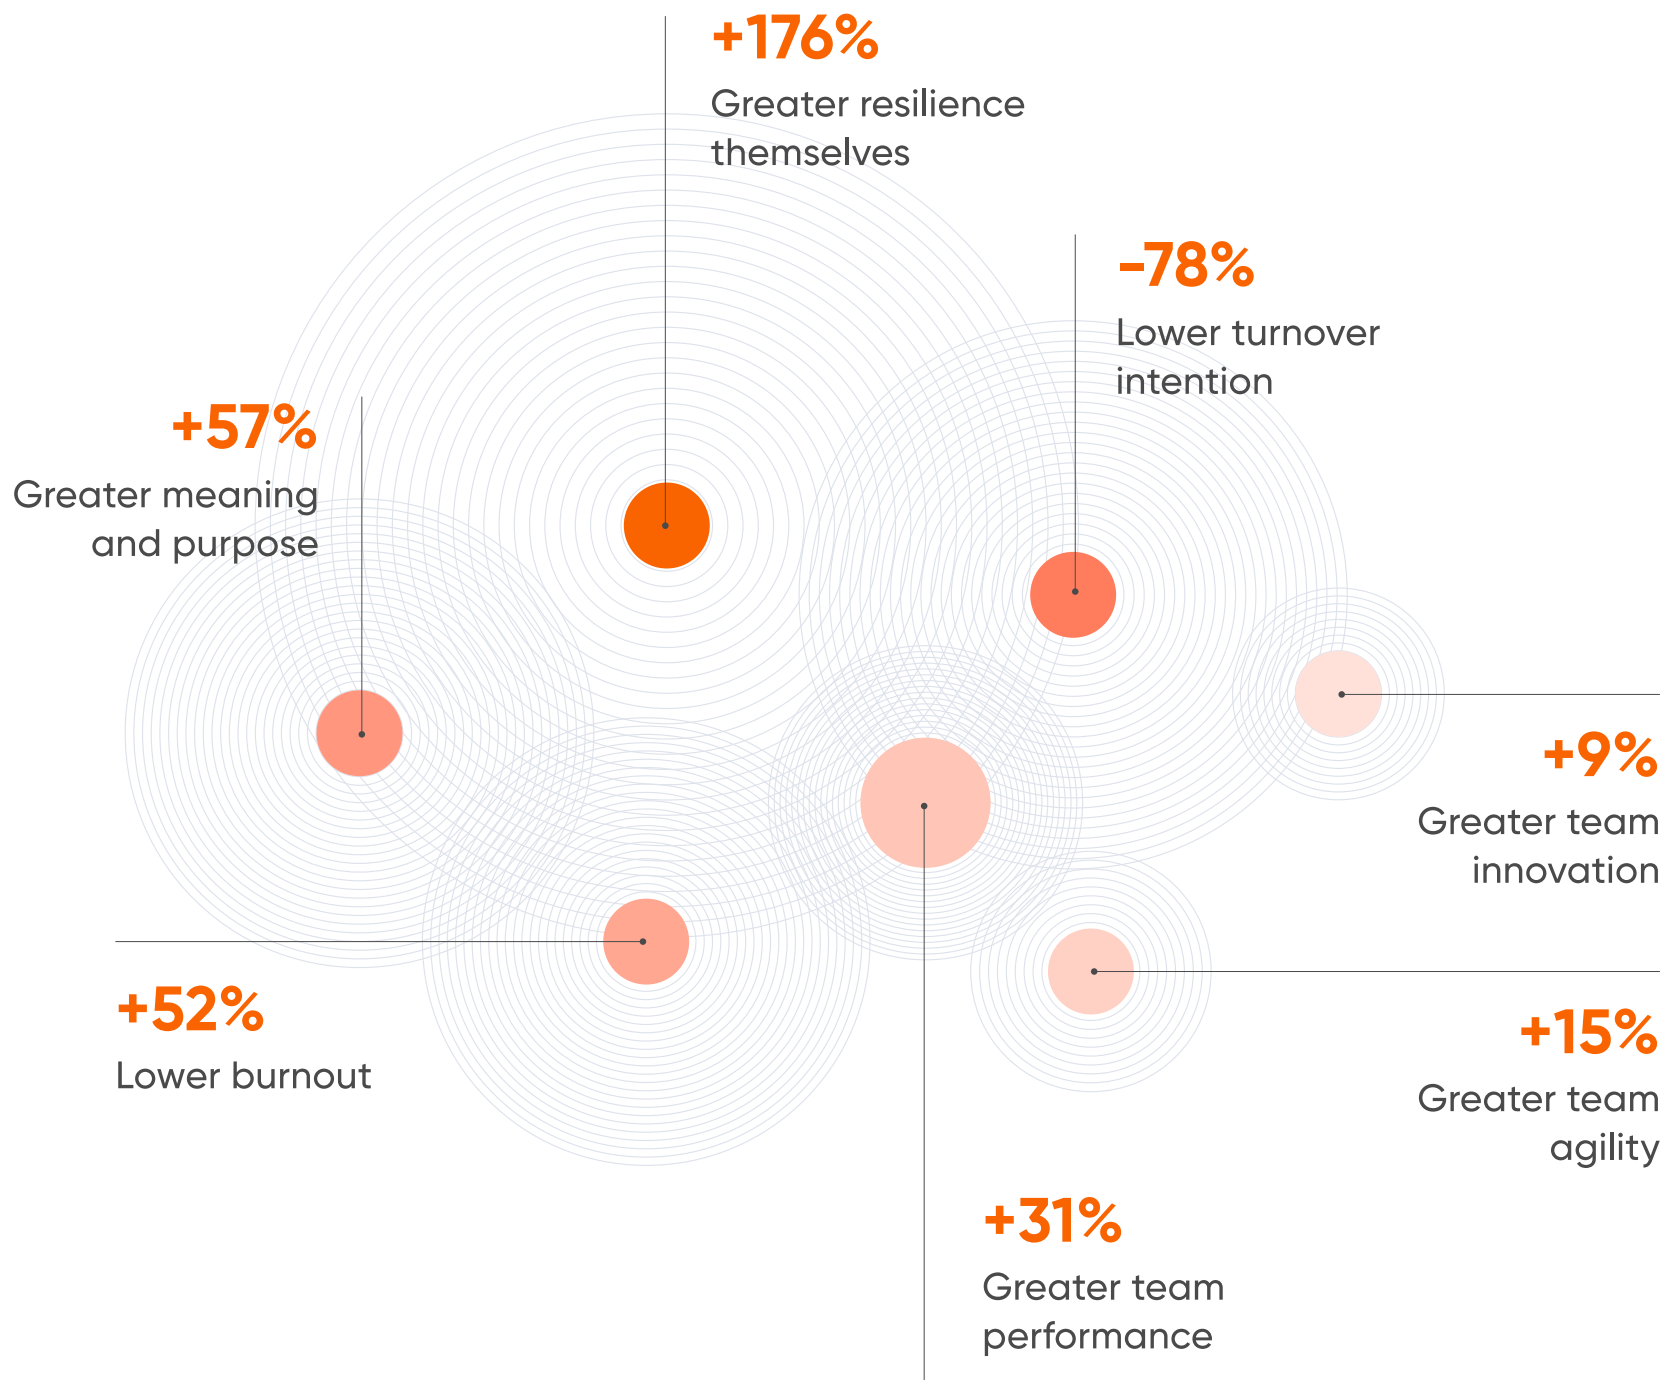 +176%
Greater resilience
themselves
-78%
Lower turnover
intention
+57%
Greater meaning
and purpose
+9%
Greater team
innovation
+52%
Lower burnout
+15%
Greater team
agility
+31%
Greater team
performance